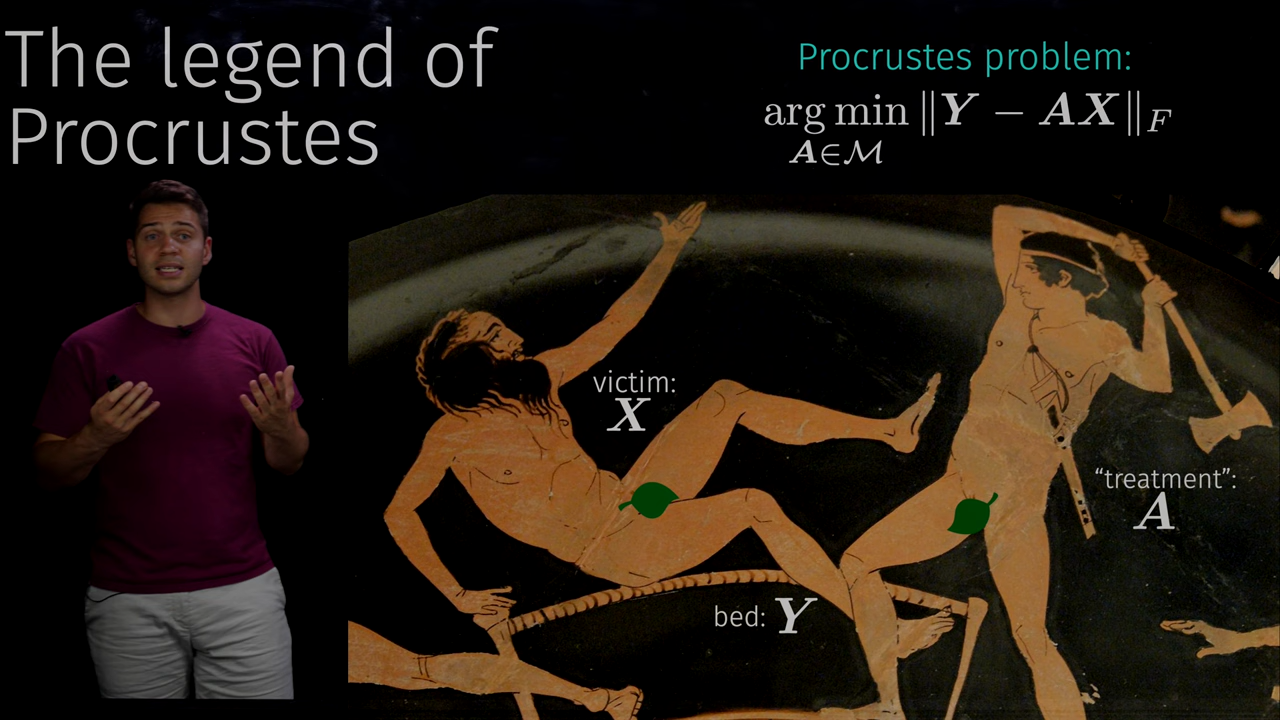 The legend of
Procrustes
Procrustes problem:
arg min ‖Y − AX‖_F
A∈ℳ
victim:
X
"treatment":
A
bed: Y